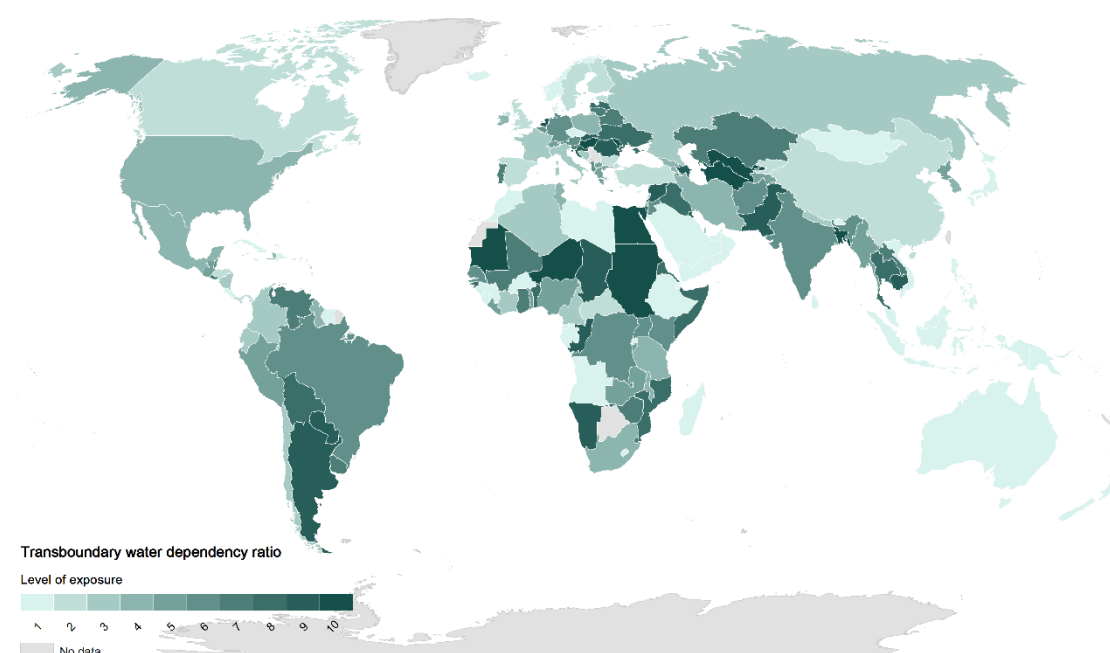 Transboundary water dependency ratio
Level of exposure
1 2 3 4 5 6 7 8 9 10
No data